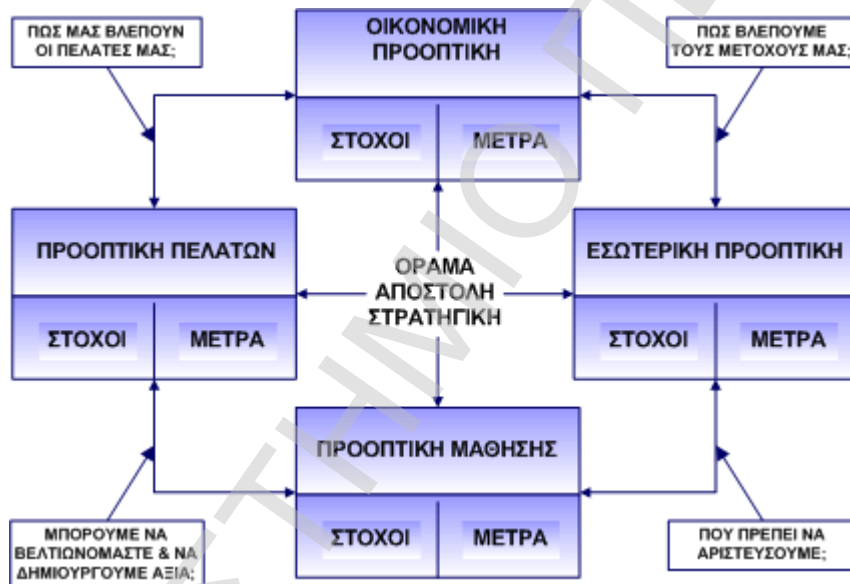 ΠΩΣ ΜΑΣ ΒΛΕΠΟΥΝ
ΟΙ ΠΕΛΑΤΕΣ ΜΑΣ;
ΟΙΚΟΝΟΜΙΚΗ
ΠΡΟΟΠΤΙΚΗ
ΠΩΣ ΒΛΕΠΟΥΜΕ
ΤΟΥΣ ΜΕΤΟΧΟΥΣ ΜΑΣ;
ΣΤΟΧΟΙ
ΜΕΤΡΑ
ΠΡΟΟΠΤΙΚΗ ΠΕΛΑΤΩΝ
ΣΤΟΧΟΙ
ΜΕΤΡΑ
ΟΡΑΜΑ
ΑΠΟΣΤΟΛΗ
ΣΤΡΑΤΗΓΙΚΗ
ΕΣΩΤΕΡΙΚΗ ΠΡΟΟΠΤΙΚΗ
ΣΤΟΧΟΙ
ΜΕΤΡΑ
ΠΡΟΟΠΤΙΚΗ ΜΑΘΗΣΗΣ
ΣΤΟΧΟΙ
ΜΕΤΡΑ
ΜΠΟΡΟΥΜΕ ΝΑ
ΒΕΛΤΙΩΝΟΜΑΣΤΕ & ΝΑ
ΔΗΜΙΟΥΡΓΟΥΜΕ ΑΞΙΑ;
ΠΟΥ ΠΡΕΠΕΙ ΝΑ
ΑΡΙΣΤΕΥΣΟΥΜΕ;